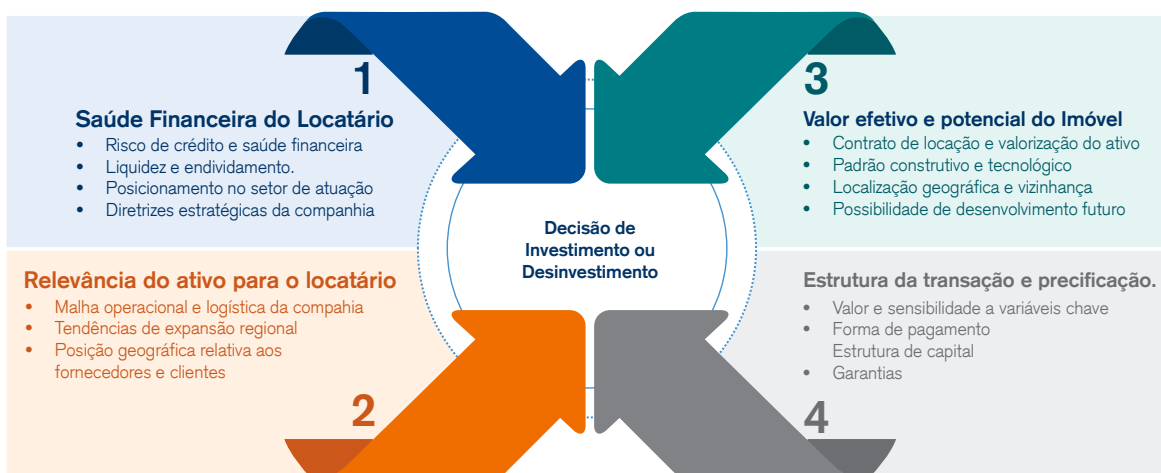 1
Saúde Financeira do Locatário
• Risco de crédito e saúde financeira
• Liquidez e endividamento.
• Posicionamento no setor de atuação
• Diretrizes estratégicas da companhia
Relevância do ativo para o locatário
• Malha operacional e logística da compahia
• Tendências de expansão regional
• Posição geográfica relativa aos
fornecedores e clientes
2
Decisão de
Investimento ou
Desinvestimento
3
Valor efetivo e potencial do Imóvel
• Contrato de locação e valorização do ativo
• Padrão construtivo e tecnológico
• Localização geográfica e vizinhança
• Possibilidade de desenvolvimento futuro
Estrutura da transação e precificação.
• Valor e sensibilidade a variáveis chave
• Forma de pagamento
Estrutura de capital
• Garantias
4